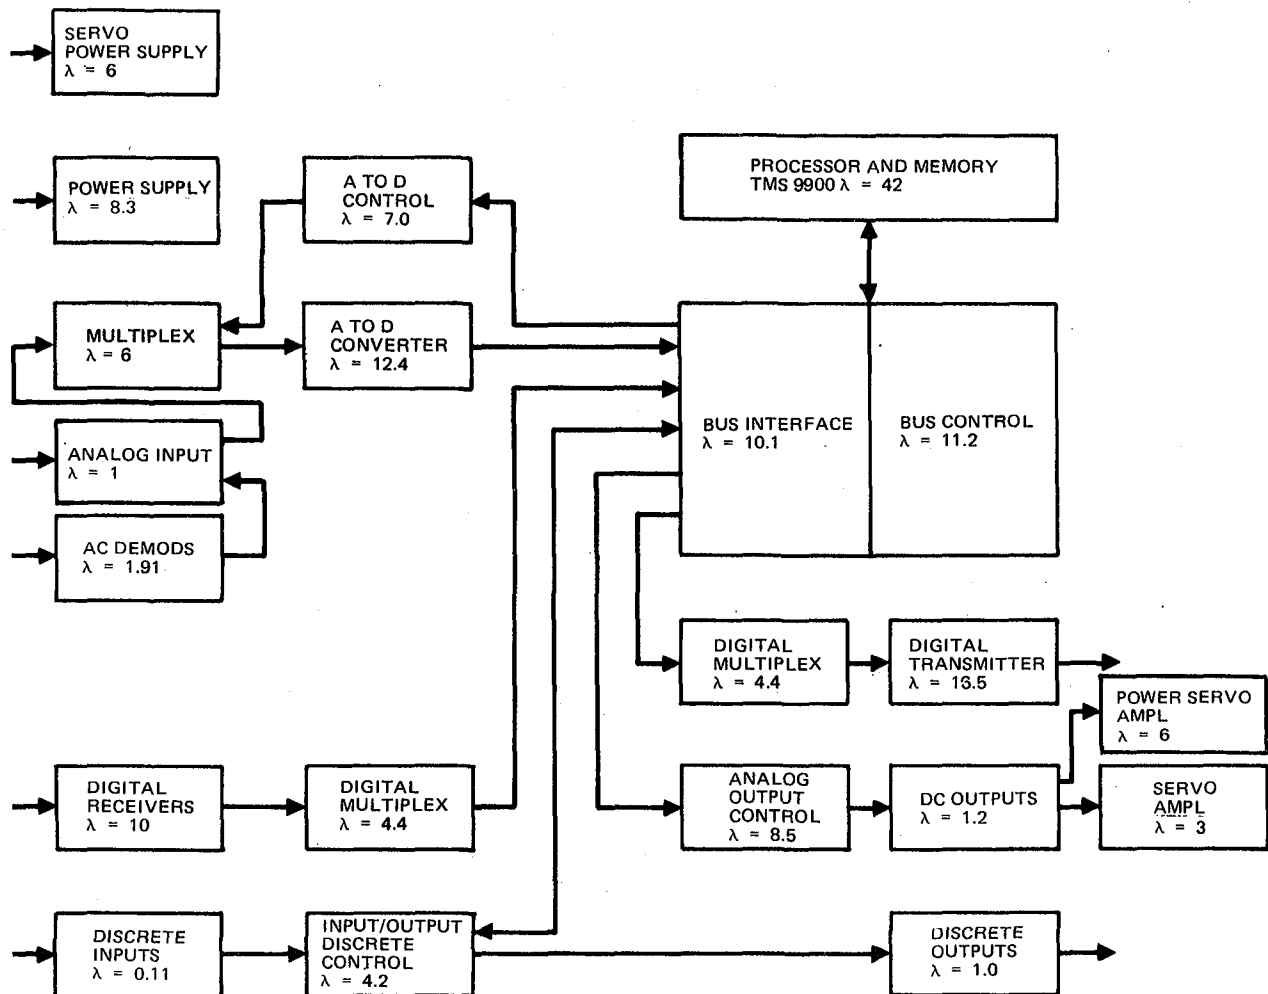 SERVO
POWER SUPPLY
λ = 6
POWER SUPPLY
λ = 8.3
A TO D
CONTROL
λ = 7.0
PROCESSOR AND MEMORY
TMS 9900 λ = 42
MULTIPLEX
λ = 6
A TO D
CONVERTER
λ = 12.4
BUS INTERFACE
λ = 10.1
BUS CONTROL
λ = 11.2
ANALOG INPUT
λ = 1
AC DEMODS
λ = 1.91
DIGITAL
MULTIPLEX
λ = 4.4
DIGITAL
TRANSMITTER
λ = 16.5
POWER SERVO
AMPL
λ = 6
DIGITAL
RECEIVERS
λ = 10
DIGITAL
MULTIPLEX
λ = 4.4
ANALOG
OUTPUT
CONTROL
λ = 8.5
DC OUTPUTS
λ = 1.2
SERVO
AMPL
λ = 3
DISCRETE
INPUTS
λ = 0.11
INPUT/OUTPUT
DISCRETE
CONTROL
λ = 4.2
DISCRETE
OUTPUTS
λ = 1.0